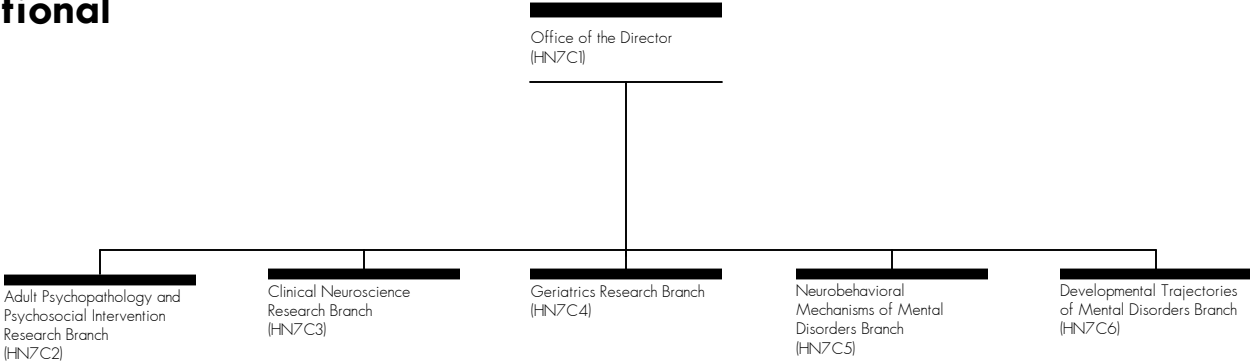 Office of the Director
(HN7C1)
Adult Psychopathology and
Psychosocial Intervention
Research Branch
(HN7C2)
Clinical Neuroscience
Research Branch
(HN7C3)
Geriatrics Research Branch
(HN7C4)
Neurobehavioral
Mechanisms of Mental
Disorders Branch
(HN7C5)
Developmental Trajectories
of Mental Disorders Branch
(HN7C6)